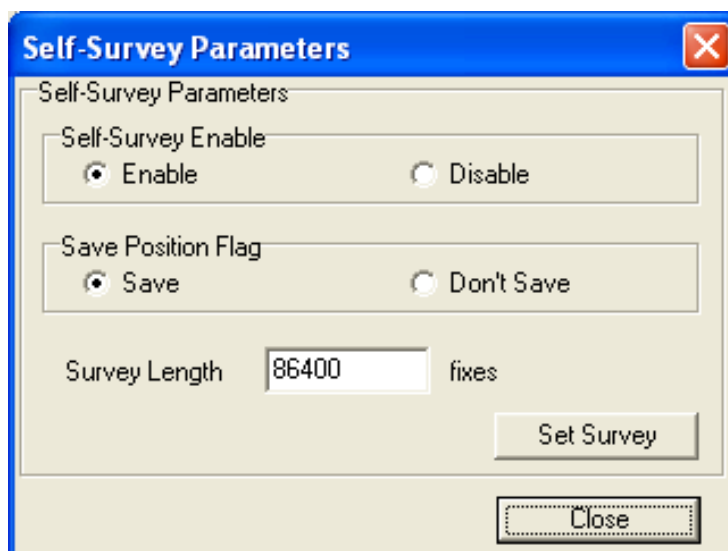 Self-Survey Parameters
Self-Survey Parameters
Self-Survey Enable
Enable Disable
Save Position Flag
Save Don't Save
Survey Length 86400 fixes
Set Survey
Close